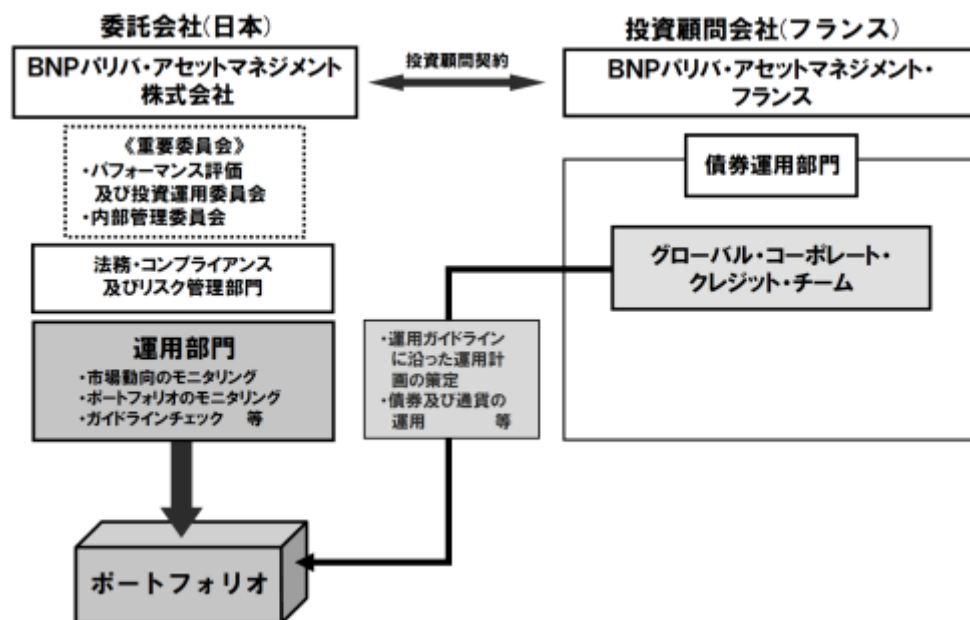 委託会社(日本)
BNPパリバ・アセットマネジメント
株式会社
《重要委員会》
・パフォーマンス評価
及び投資運用委員会
・内部管理委員会
法務・コンプライアンス
及びリスク管理部門
運用部門
・市場動向のモニタリング
・ポートフォリオのモニタリング
・ガイドラインチェック 等
ポートフォリオ
投資顧問契約
・運用ガイドライン
に沿った運用計
画の策定
・債券及び通貨の
運用 等
投資顧問会社(フランス)
BNPパリバ・アセットマネジメント・
フランス
債券運用部門
グローバル・コーポレート・
クレジット・チーム